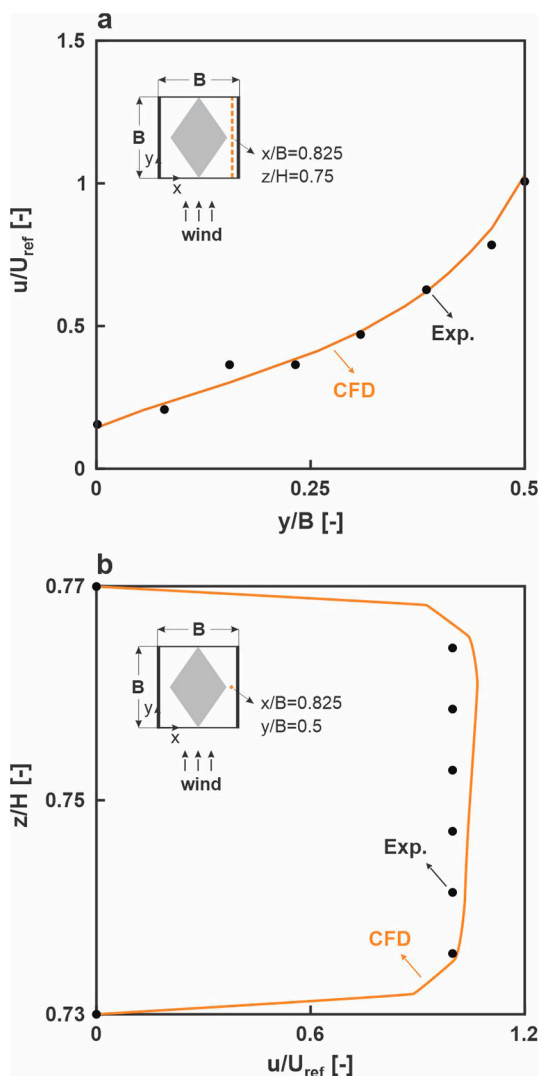 a
1.5
B
B
y
x
x/B=0.825
z/H=0.75
wind
1
u/Uref [-]
Exp.
0.5
CFD
0
0
0.25
0.5
y/B [-]
b
0.77
B
B
y
x
x/B=0.825
y/B=0.5
wind
0.75
z/H [-]
Exp.
CFD
0.73
0
0.6
1.2
u/Uref [-]